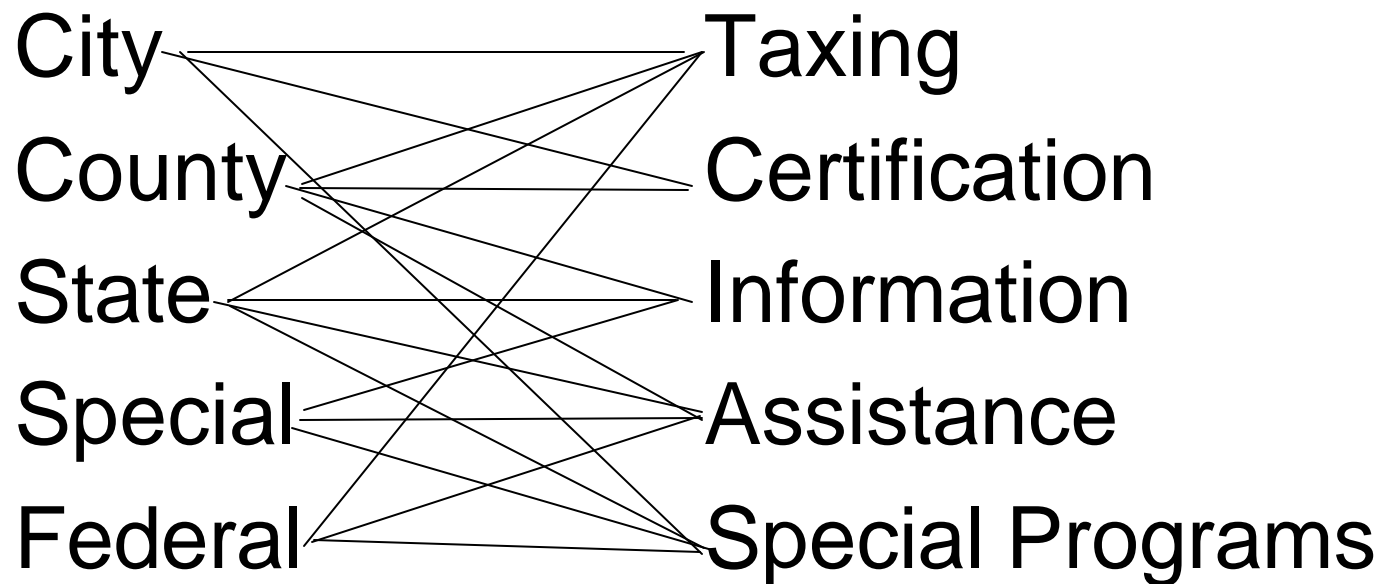 City Taxing
County Certification
State Information
Special Assistance
Federal Special Programs